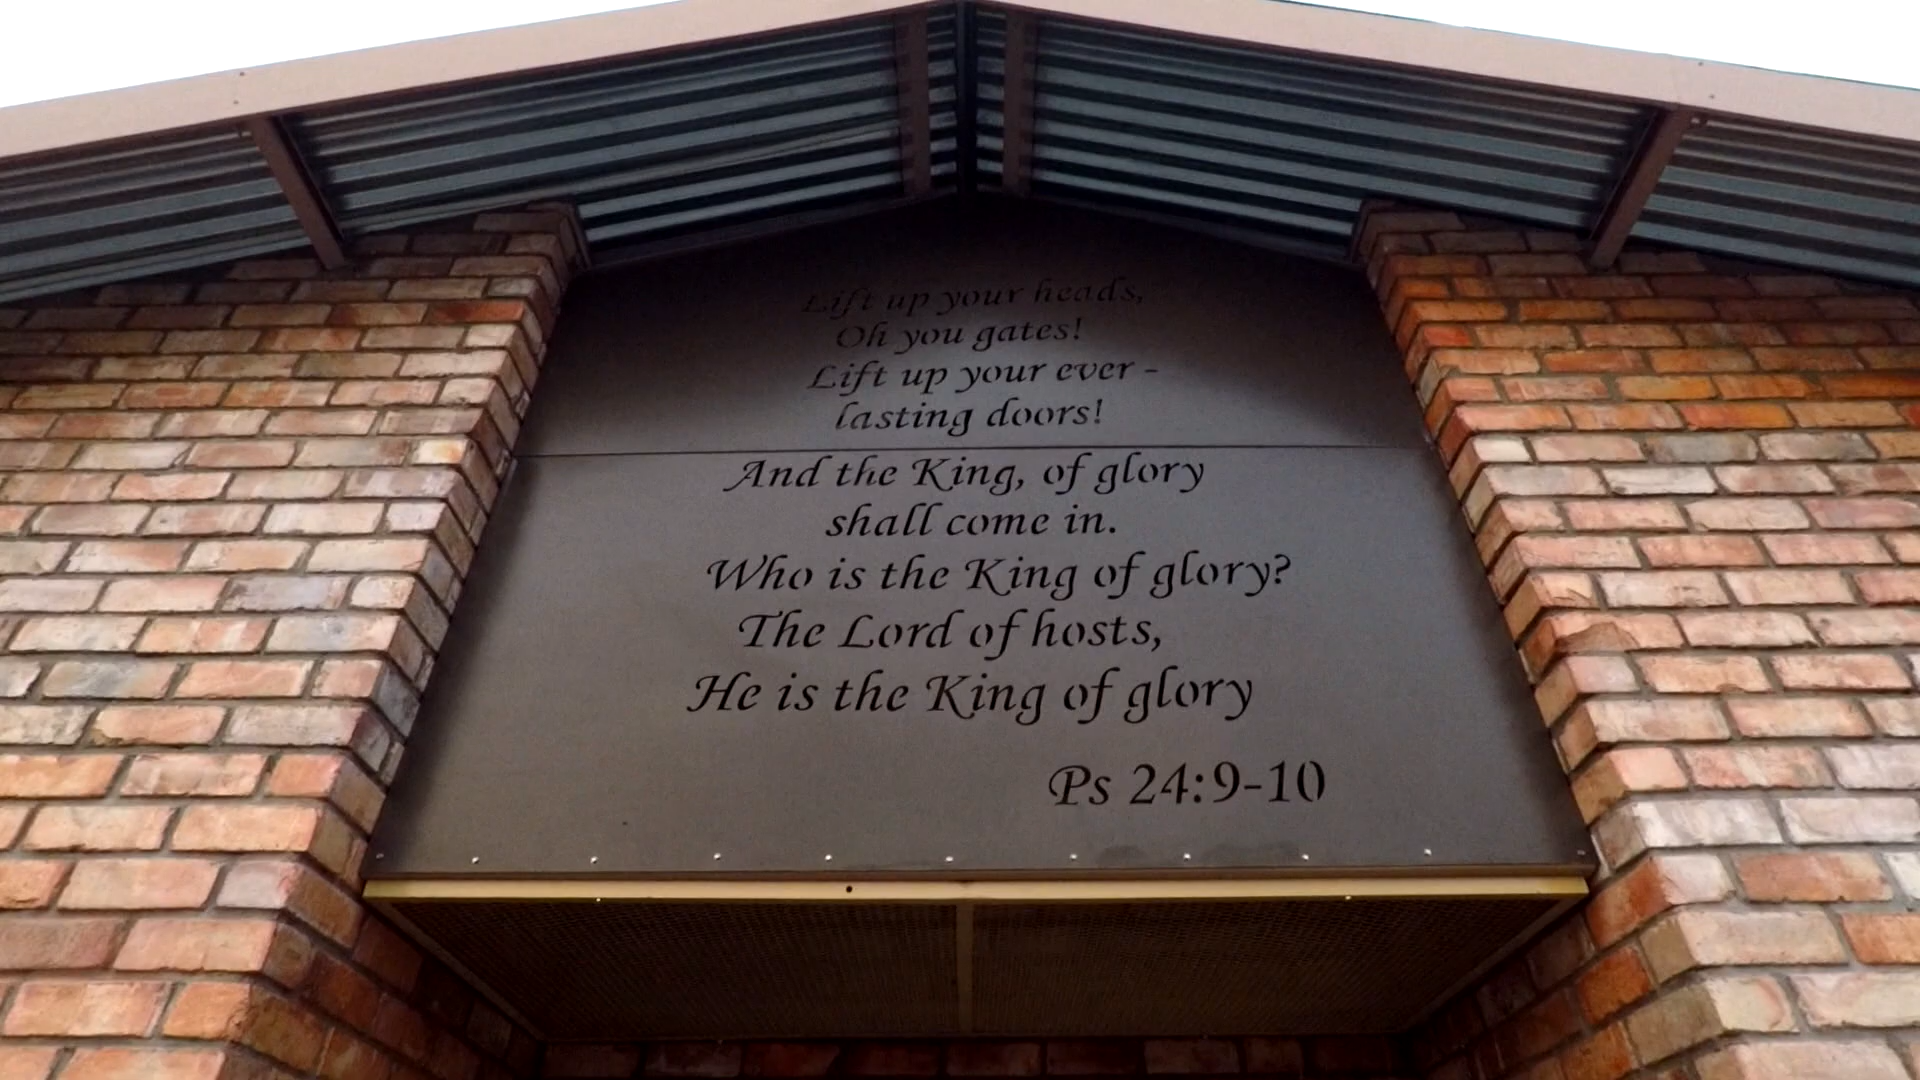 Lift up your heads,
Oh you gates!
Lift up your ever -
lasting doors!
And the King, of glory
shall come in.
Who is the King of glory?
The Lord of hosts,
He is the King of glory
Ps 24:9-10